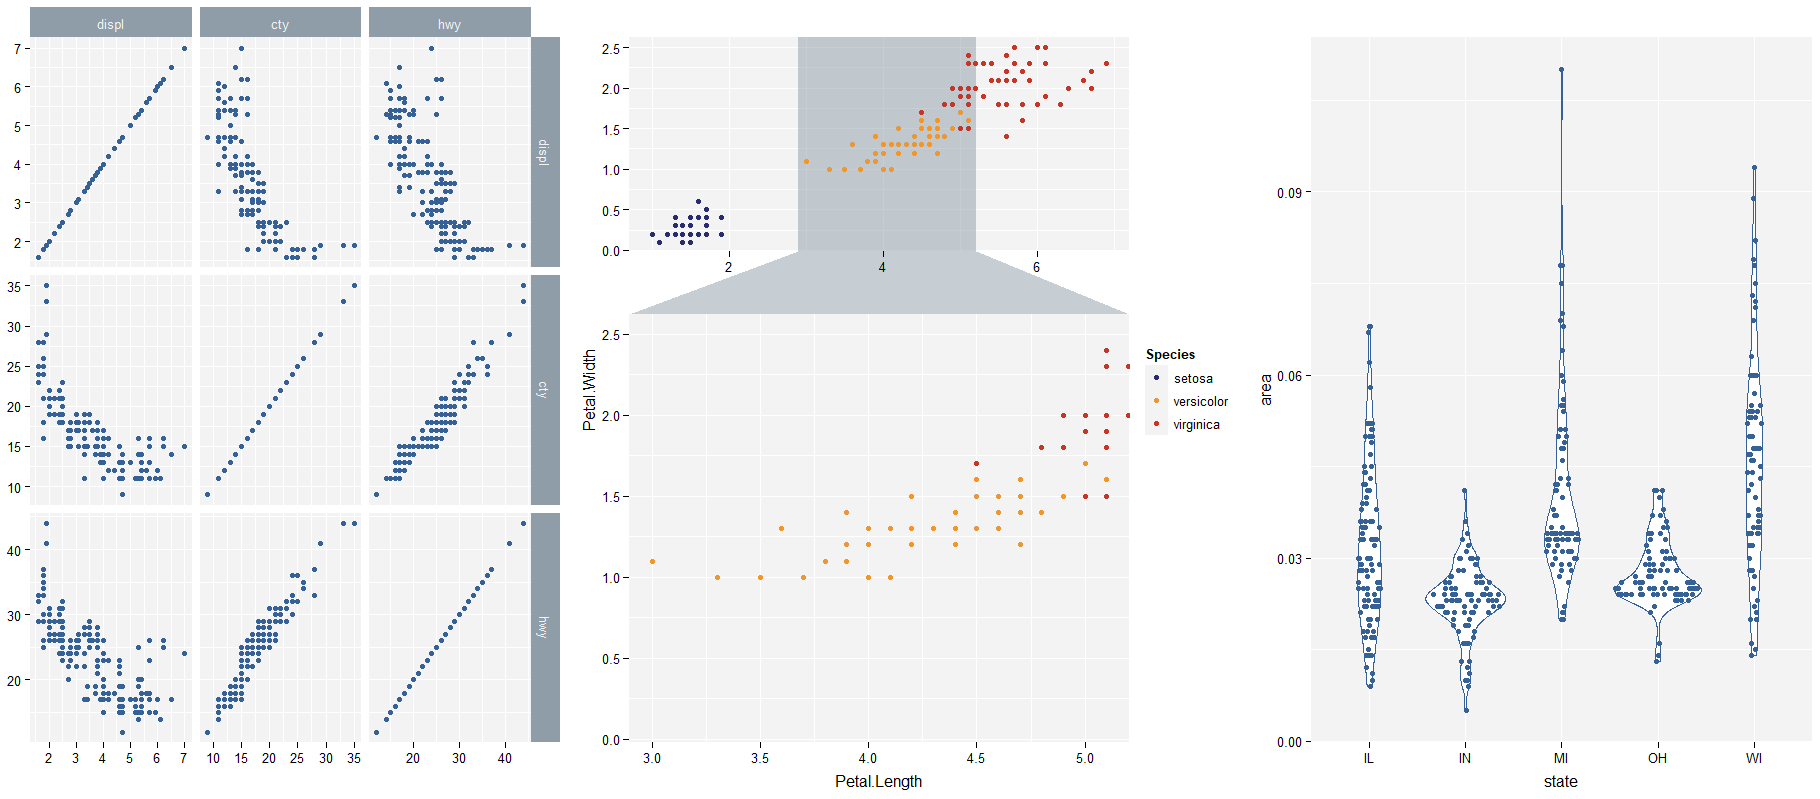 displ cty hwy
7
6
5
4
3
2
displ
35
30
25
20
15
10
cty
40
30
20
hwy
2 3 4 5 6 7 10 15 20 25 30 35 20 30 40
2.5
2.0
1.5
1.0
0.5
0.0
2 4 6
2.5
2.0
1.5
1.0
0.5
0.0
Petal.Width
3.0 3.5 4.0 4.5 5.0
Petal.Length
Species
setosa
versicolor
virginica
0.09
0.06
0.03
0.00
area
IL IN MI OH WI
state